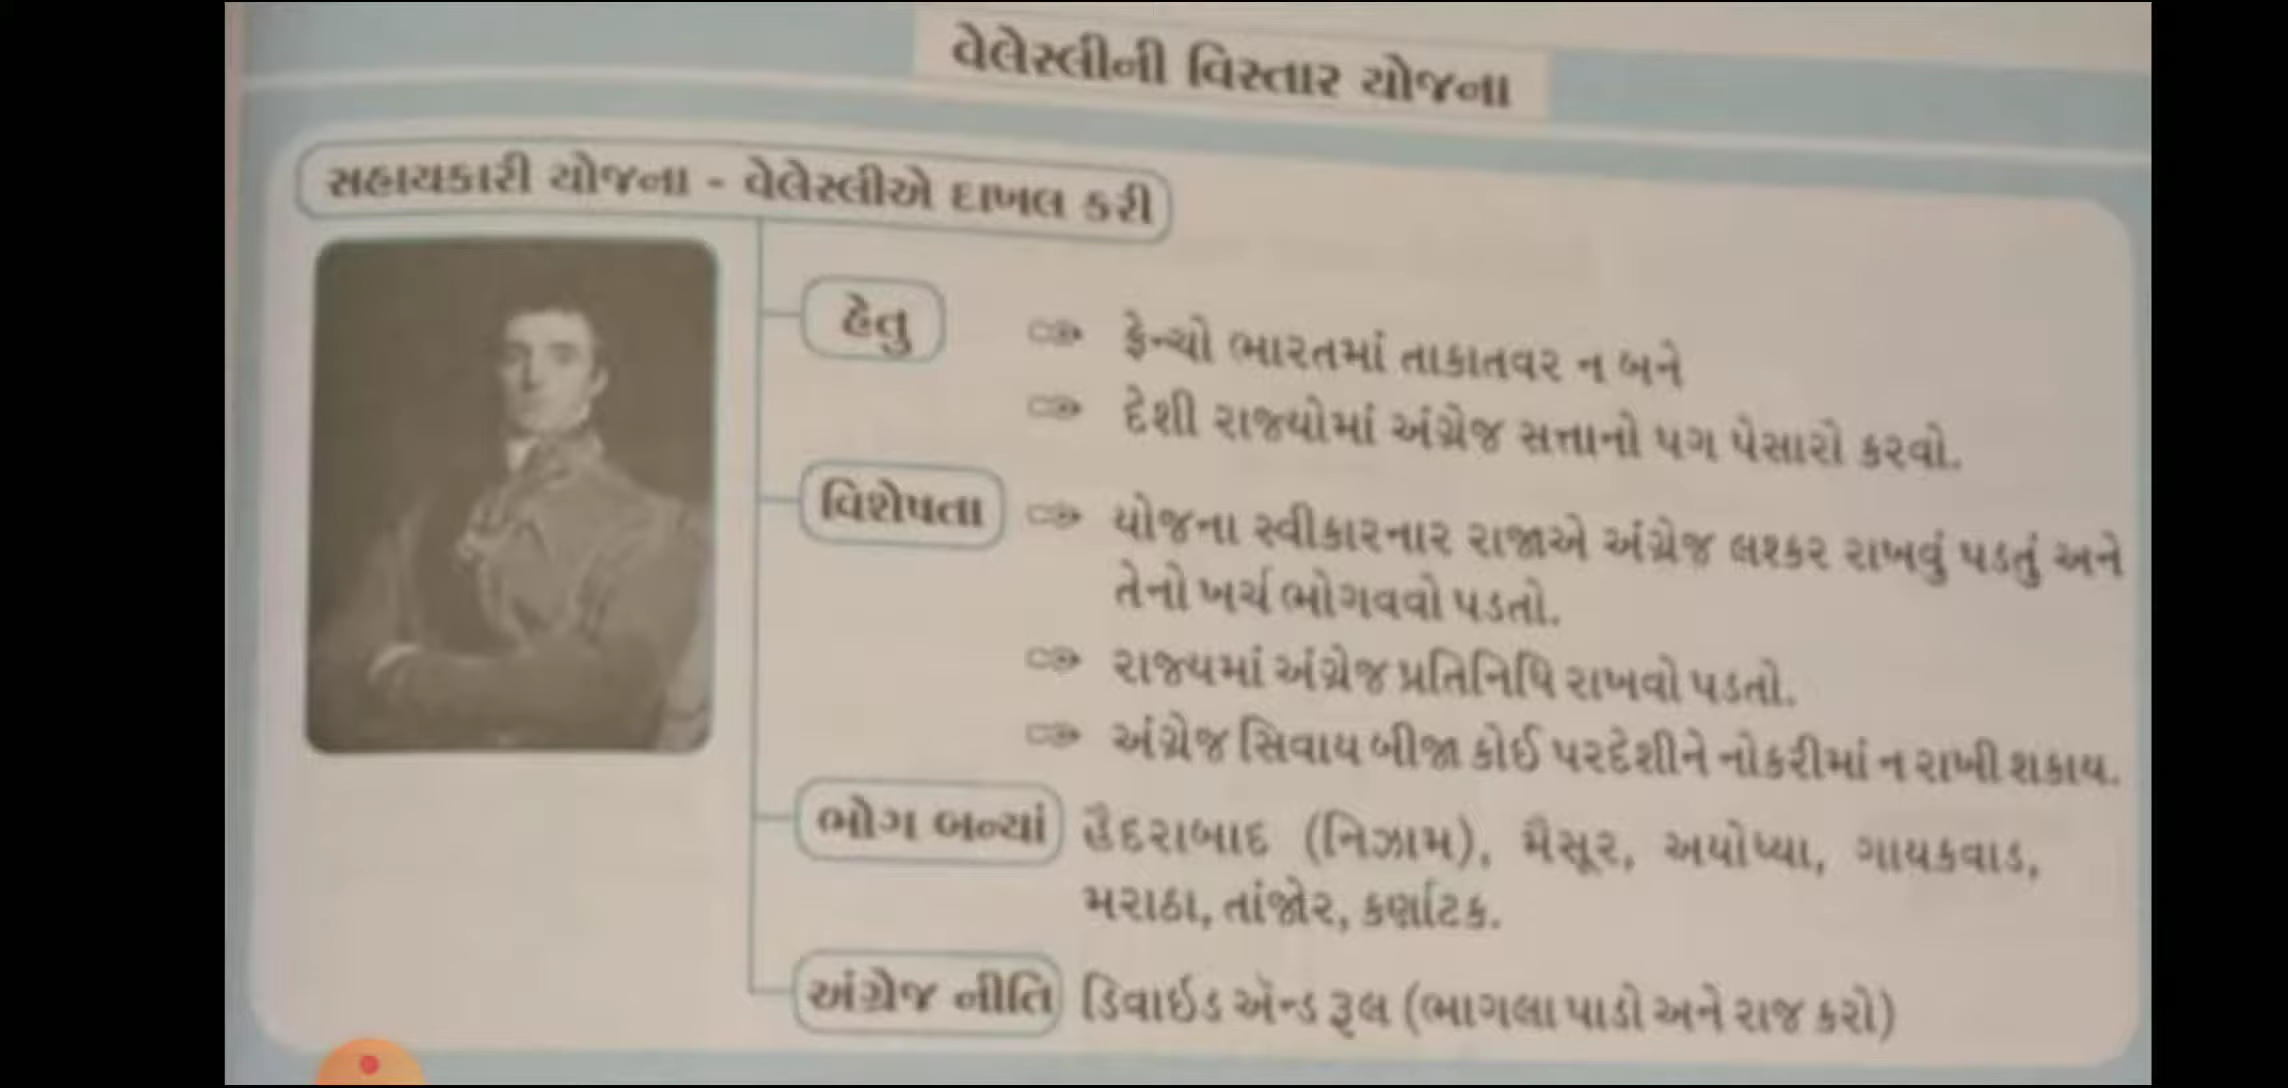 વેલેસ્લીની વિસ્તાર યોજના
સહાયકારી યોજના - વેલેસ્લીએ દાખલ કરી
હેતુ
ફ્રેન્ચો ભારતમાં તાકાતવર ન બને
દેશી રાજ્યોમાં અંગ્રેજ સત્તાનો પગ પેસારો કરવો.
વિશેષતા
યોજના સ્વીકારનાર રાજાએ અંગ્રેજ લશ્કર રાખવું પડતું અને
તેનો ખર્ચ ભોગવવો પડતો.
રાજ્યમાં અંગ્રેજ પ્રતિનિધિ રાખવો પડતો.
અંગ્રેજ સિવાય બીજા કોઈ પરદેશીને નોકરીમાં ન રાખી શકાય.
ભોગ બન્યાં
હૈદરાબાદ (નિઝામ), મૈસૂર, અયોધ્યા, ગાયકવાડ,
મરાઠા, તાંજોર, કર્ણાટક.
અંગ્રેજ નીતિ
ડિવાઇડ ઍન્ડ રૂલ (ભાગલા પાડો અને રાજ કરો)